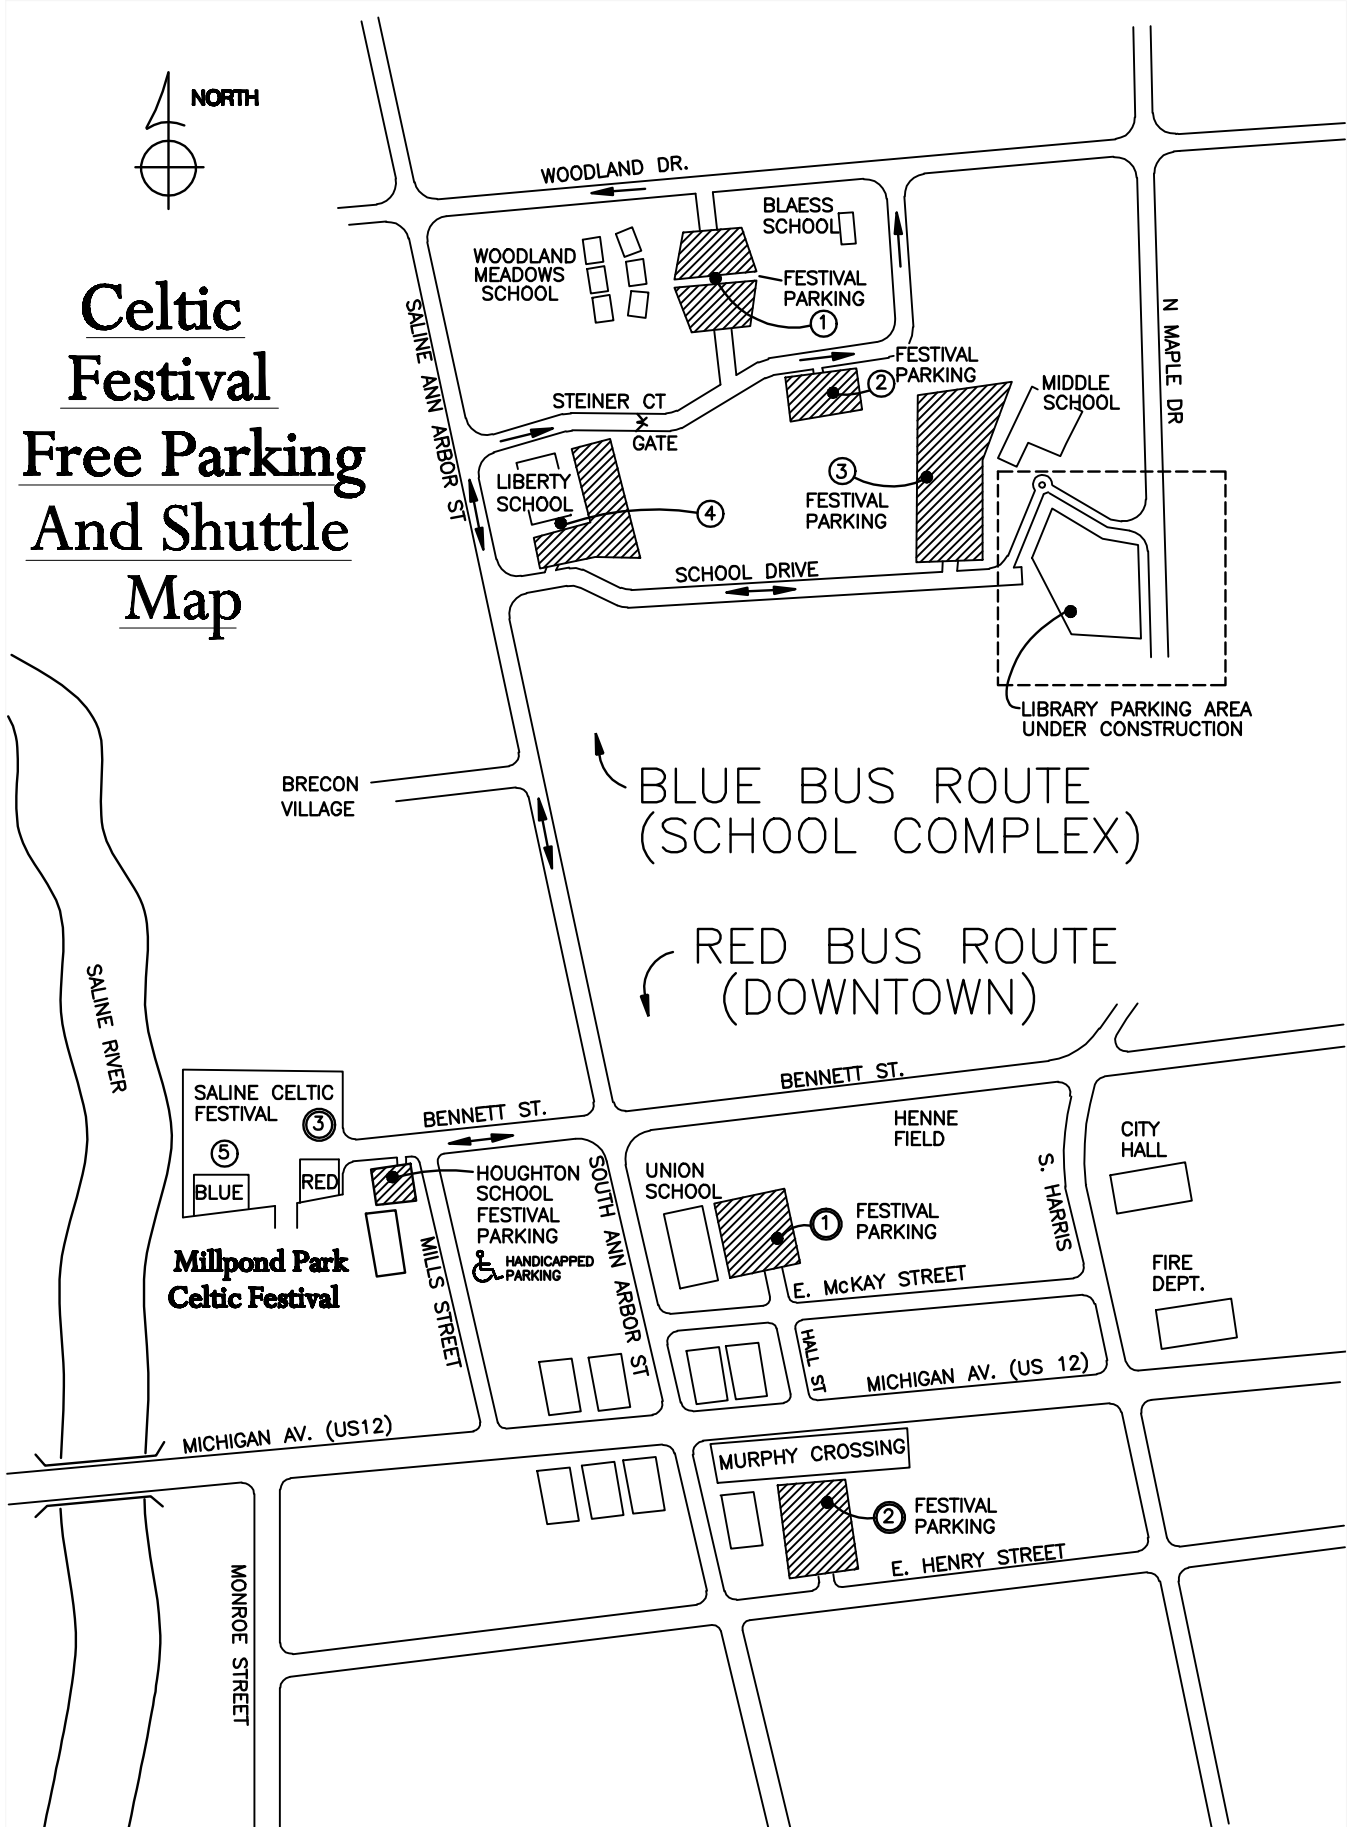 NORTH
Celtic
Festival
Free Parking
And Shuttle
Map
WOODLAND DR.
BLAESS
SCHOOL
WOODLAND
MEADOWS
SCHOOL
FESTIVAL
PARKING
1
SALINE ANN ARBOR ST
N MAPLE DR
FESTIVAL
PARKING
2
MIDDLE
SCHOOL
STEINER CT
GATE
LIBERTY
SCHOOL
4
3
FESTIVAL
PARKING
SCHOOL DRIVE
LIBRARY PARKING AREA
UNDER CONSTRUCTION
BRECON
VILLAGE
BLUE BUS ROUTE
(SCHOOL COMPLEX)
RED BUS ROUTE
(DOWNTOWN)
SALINE RIVER
BENNETT ST.
SALINE CELTIC
FESTIVAL
3
5
BLUE
RED
BENNETT ST.
HENNE
FIELD
CITY
HALL
HOUGHTON
SCHOOL
FESTIVAL
PARKING
HANDICAPPED
PARKING
UNION
SCHOOL
1
FESTIVAL
PARKING
S. HARRIS
Millpond Park
Celtic Festival
MILLS STREET
SOUTH ANN ARBOR ST
E. McKAY STREET
FIRE
DEPT.
HALL ST
MICHIGAN AV. (US 12)
MICHIGAN AV. (US12)
MURPHY CROSSING
2
FESTIVAL
PARKING
E. HENRY STREET
MONROE STREET